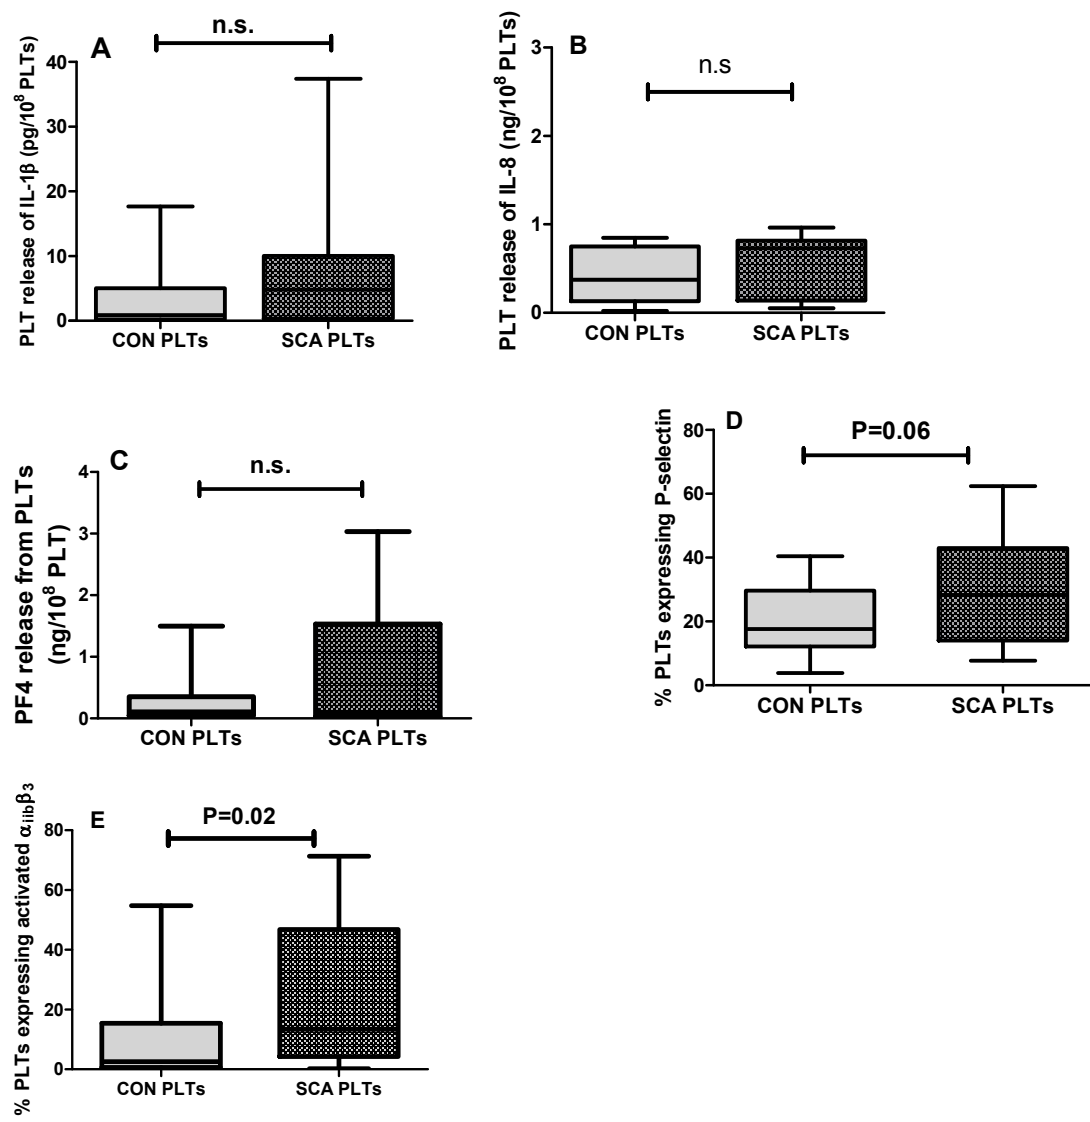 A
n.s.
PLT release of IL-1β (pg/10⁸ PLTs)
40
30
20
10
0
CON PLTs
SCA PLTs
B
n.s
PLT release of IL-8 (ng/10⁸ PLTs)
3
2
1
0
CON PLTs
SCA PLTs
C
n.s.
PF4 release from PLTs
(ng/10⁸ PLT)
4
3
2
1
0
CON PLTs
SCA PLTs
D
P=0.06
% PLTs expressing P-selectin
80
60
40
20
0
CON PLTs
SCA PLTs
E
P=0.02
% PLTs expressing activated αiibβ3
80
60
40
20
0
CON PLTs
SCA PLTs